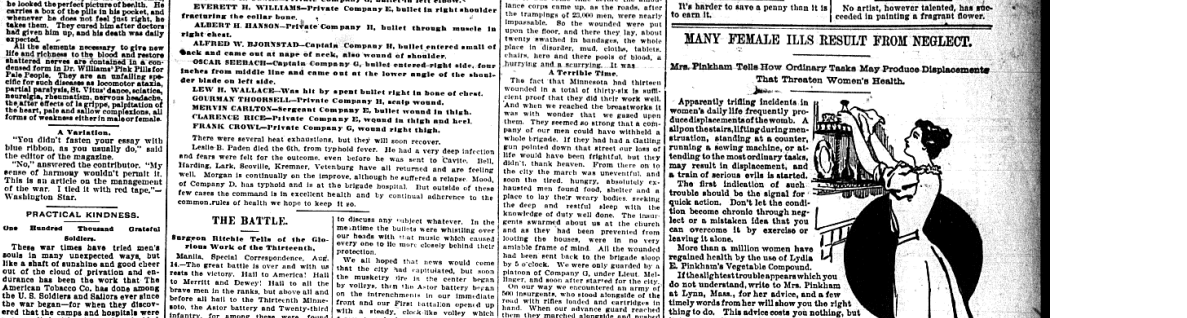 he looked the perfect picture of health. He
carries a box of the pills in his pocket, and
whenever he does not feel just right, he
takes them. They cured him after doctors
had given him up, and his death was daily
expected.
All the elements necessary to give new
life and richness to the blood and restore
shattered nerves are contained in a con-
densed form in Dr. Williams' Pink Pills for
Pale People. They are an unfailing spe-
cific for such diseases as locomotor ataxia,
partial paralysis, St. Vitus' dance, sciatica,
neuralgia, rheumatism, nervous headache,
the after effects of la grippe, palpitation of
the heart, pale and sallow complexions, all
forms of weakness either in male or female.
A Variation.
"You didn't fasten your essay with
blue ribbon, as you usually do," said
the editor of the magazine.
"No," answered the contributor. "My
sense of harmony wouldn't permit it.
This is an article on the management
of the war. I tied it with red tape."—
Washington Star.
PRACTICAL KINDNESS.
One Hundred Thousand Grateful
Soldiers.
These war times have tried men's
souls in many unexpected ways, but
like a shaft of sunshine and good cheer
out of the cloud of privation and en-
durance has been the work that The
American Tobacco Co. has done among
the U. S. Soldiers and Sailors ever since
the war began—for when they discov-
ered that the camps and hospitals were
EVERETT H. WILLIAMS—Private Company E, bullet in right shoulder
fracturing the collar bone.
ALBERT H. HANSON—Private Company H, bullet through muscle in
right chest.
ALFRED W. BJORNSTAD—Captain Company H, bullet entered small of
back and came out at nape of neck, also wound of shoulder.
OSCAR SEEBACH—Captain Company G, bullet entered right side, four
inches from middle line and came out at lower angle of the shoul-
der blade on left side.
LEW H. WALLACE—Was hit by spent bullet right in bone of chest.
GOURMAN THOORSELL—Private Company H, scalp wound.
MERVIN CARLTON—Sergeant Company E, bullet wound in thigh.
CLARENCE RICE—Private Company E, wound in thigh and heel.
FRANK CROWL—Private Company G, wound right thigh.
There were several heat exhaustions, but they will soon recover.
Leslie B. Paden died the 6th, from typhoid fever. He had a very deep infection
and fears were felt for the outcome, even before he was sent to Cavite. Bell,
Harding, Lark, Scoville, Kremmer, Vetenburg have all returned and are feeling
well. Morgan is continually on the improve, although he suffered a relapse. Mood,
of Company D, has typhoid and is at the brigade hospital. But outside of these
few cases the command is in excellent health and by continual adherence to the
common rules of health we hope to keep it so.
THE BATTLE.
Surgeon Ritchie Tells of the Glo-
rious Work of the Thirteenth.
Manila, Special Correspondence, Aug.
14.—The great battle is over and with us
rests the victory. Hail to America! Hail
to Merritt and Dewey! Hail to all the
brave men in the ranks, but above all and
before all hail to the Thirteenth Minne-
sota, the Astor battery and Twenty-third
infantry, for among these were found
to discuss any subject whatever. In the
meantime the bullets were whistling over
our heads with that music which caused
every one to lie more closely behind their
protection.
We all hoped that news would come
that the city had capitulated, but soon
the musketry fire in the center began
by volleys, then the Astor battery began
on the intrenchments in our immediate
front and our First battalion opened up
with a steady, clock-like volley which
lance corps came up, as the roads, after
the trampings of 23,000 men, were nearly
impassable. So the wounded were put
upon the floor, and there they lay, about
twenty swathed in bandages, the whole
place in disorder, mud, cloths, tablets,
chairs, here and there pools of blood, a
hurrying and a scurrying. It was
A Terrible Time.
The fact that Minnesota had thirteen
wounded in a total of thirty-six is suffi-
cient proof that they did their work well.
And when we reached the breastworks it
was with wonder that we gazed upon
them. They seemed so strong that a com-
pany of men could have withheld a
whole brigade. If they had had a Gatling
gun pointed down that street our loss of
life would have been frightful, but they
didn't, thank heaven. From there on to
the city the march was uneventful, and
soon the tired, hungry, absolutely ex-
hausted men found food, shelter and a
place to lay their weary bodies, seeking
the deep and restful sleep with the
knowledge of duty well done. The insur-
gents swarmed about us at the church
and as they had been prevented from
looting the houses, were in no very
amiable frame of mind. All the wounded
had been sent back to the brigade sloop
by 5 o'clock. We were only guarded by a
platoon of Company G, under Lieut. Mel-
linger, and soon after started for the city.
On our way we encountered an army of
500 insurgents, who stood alongside of the
road with rifles loaded and cartridges in
hand. When our advance guard reached
them they marched alongside and pushed
It's harder to save a penny than it is
to earn it.
No artist, however talented, has suc-
ceeded in painting a fragrant flower.
MANY FEMALE ILLS RESULT FROM NEGLECT.
Mrs. Pinkham Tells How Ordinary Tasks May Produce Displacements
That Threaten Women's Health.
Apparently trifling incidents in
women's daily life frequently pro-
duce displacements of the womb. A
slip on the stairs, lifting during men-
struation, standing at a counter,
running a sewing machine, or at-
tending to the most ordinary tasks,
may result in displacement, and
a train of serious evils is started.
The first indication of such
trouble should be the signal for
quick action. Don't let the condi-
tion become chronic through neg-
lect or a mistaken idea that you
can overcome it by exercise or
leaving it alone.
More than a million women have
regained health by the use of Lydia
E. Pinkham's Vegetable Compound.
If the slightest trouble appears which you
do not understand, write to Mrs. Pinkham
at Lynn, Mass., for her advice, and a few
timely words from her will show you the right
thing to do. This advice costs you nothing, but